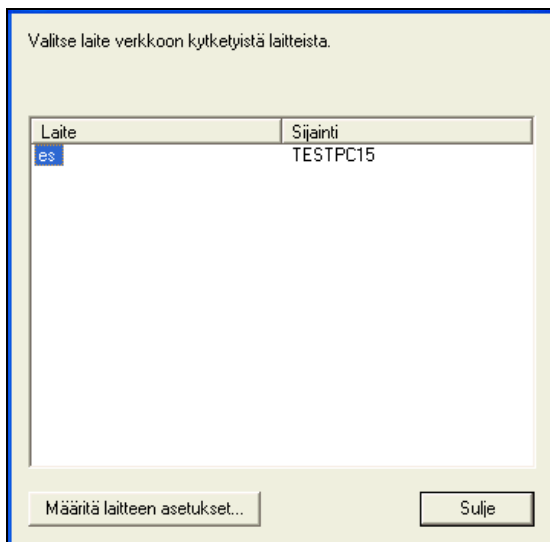 Valitse laite verkkoon kytketyistä laitteista.
Laite Sijainti
es TESTPC15
Määritä laitteen asetukset... Sulje